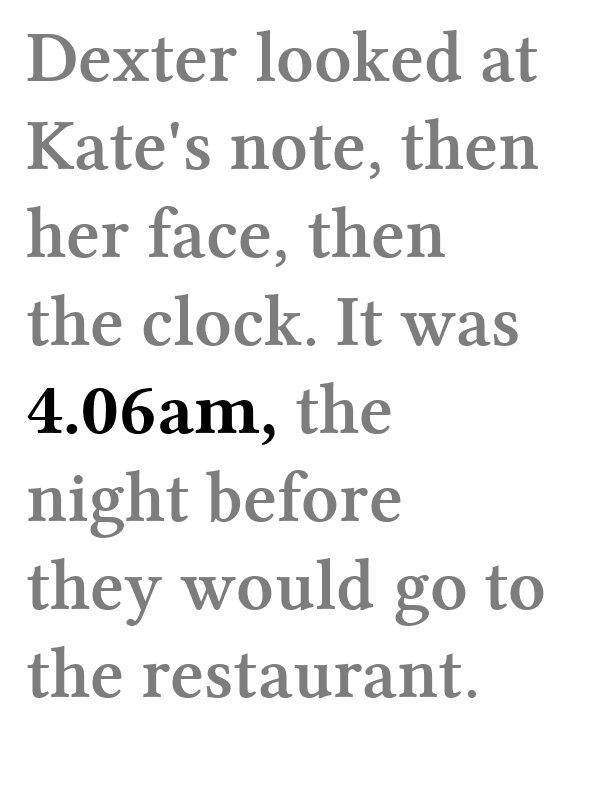 Dexter looked at
Kate's note, then
her face, then
the clock. It was
4.06am, the
night before
they would go to
the restaurant.